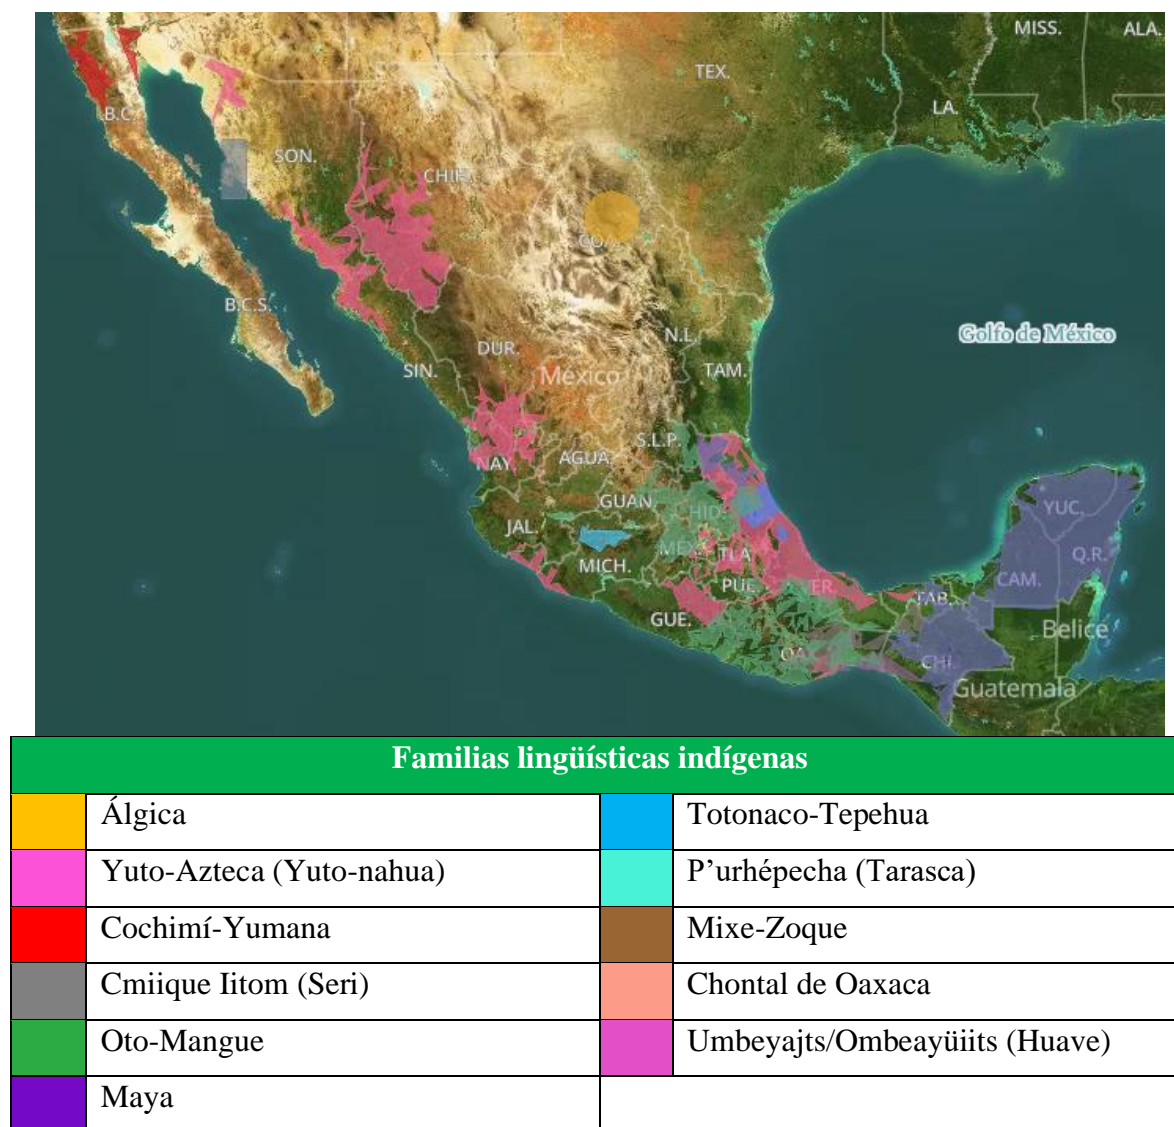 MISS.
ALA.
TEX.
LA.
B.C.
SON.
CHIH.
B.C.S.
Golfo de México
N.L.
DUR.
SIN.
México
TAM.
S.L.P.
NAY.
AGUA.
GUAN.
HID.
YUC.
JAL.
MEX.
TLA.
Q.R.
MICH.
CAM.
PUE.
TAB.
GUE.
Belice
CHI.
Guatemala
Familias lingüísticas indígenas
Álgica
Totonaco-Tepehua
Yuto-Azteca (Yuto-nahua)
P’urhépecha (Tarasca)
Cochimí-Yumana
Mixe-Zoque
Cmiique Iitom (Seri)
Chontal de Oaxaca
Oto-Mangue
Umbeyajts/Ombeayüiits (Huave)
Maya